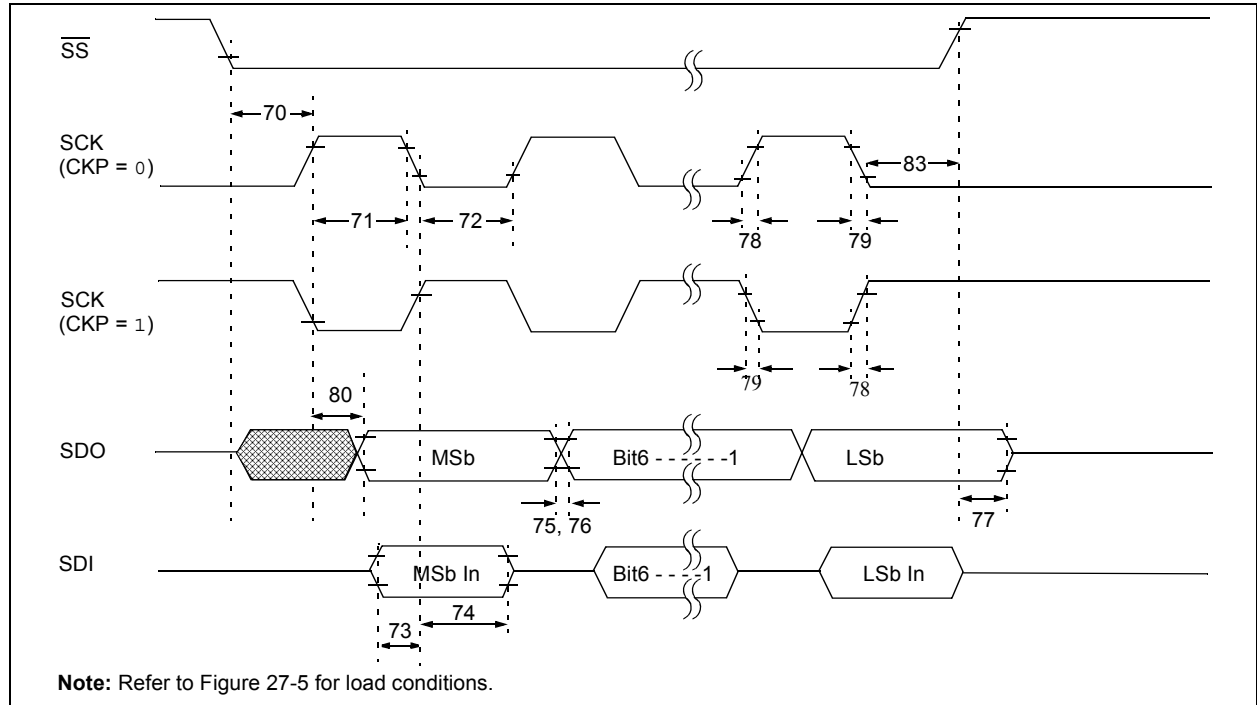 SS
70
SCK
(CKP = 0)
83
71
72
78
79
SCK
(CKP = 1)
79
78
80
SDO
MSb
Bit6 - - - - - -1
LSb
75, 76
77
SDI
MSb In
Bit6 - - - -1
LSb In
74
73
Note: Refer to Figure 27-5 for load conditions.